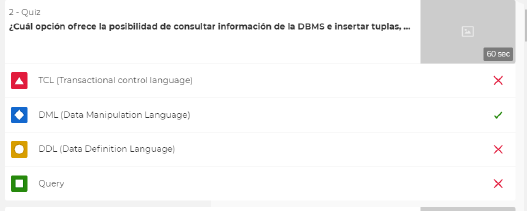 2 - Quiz
¿Cuál opción ofrece la posibilidad de consultar información de la DBMS e insertar tuplas, ...
60 sec
TCL (Transactional control language)
DML (Data Manipulation Language)
DDL (Data Definition Language)
Query